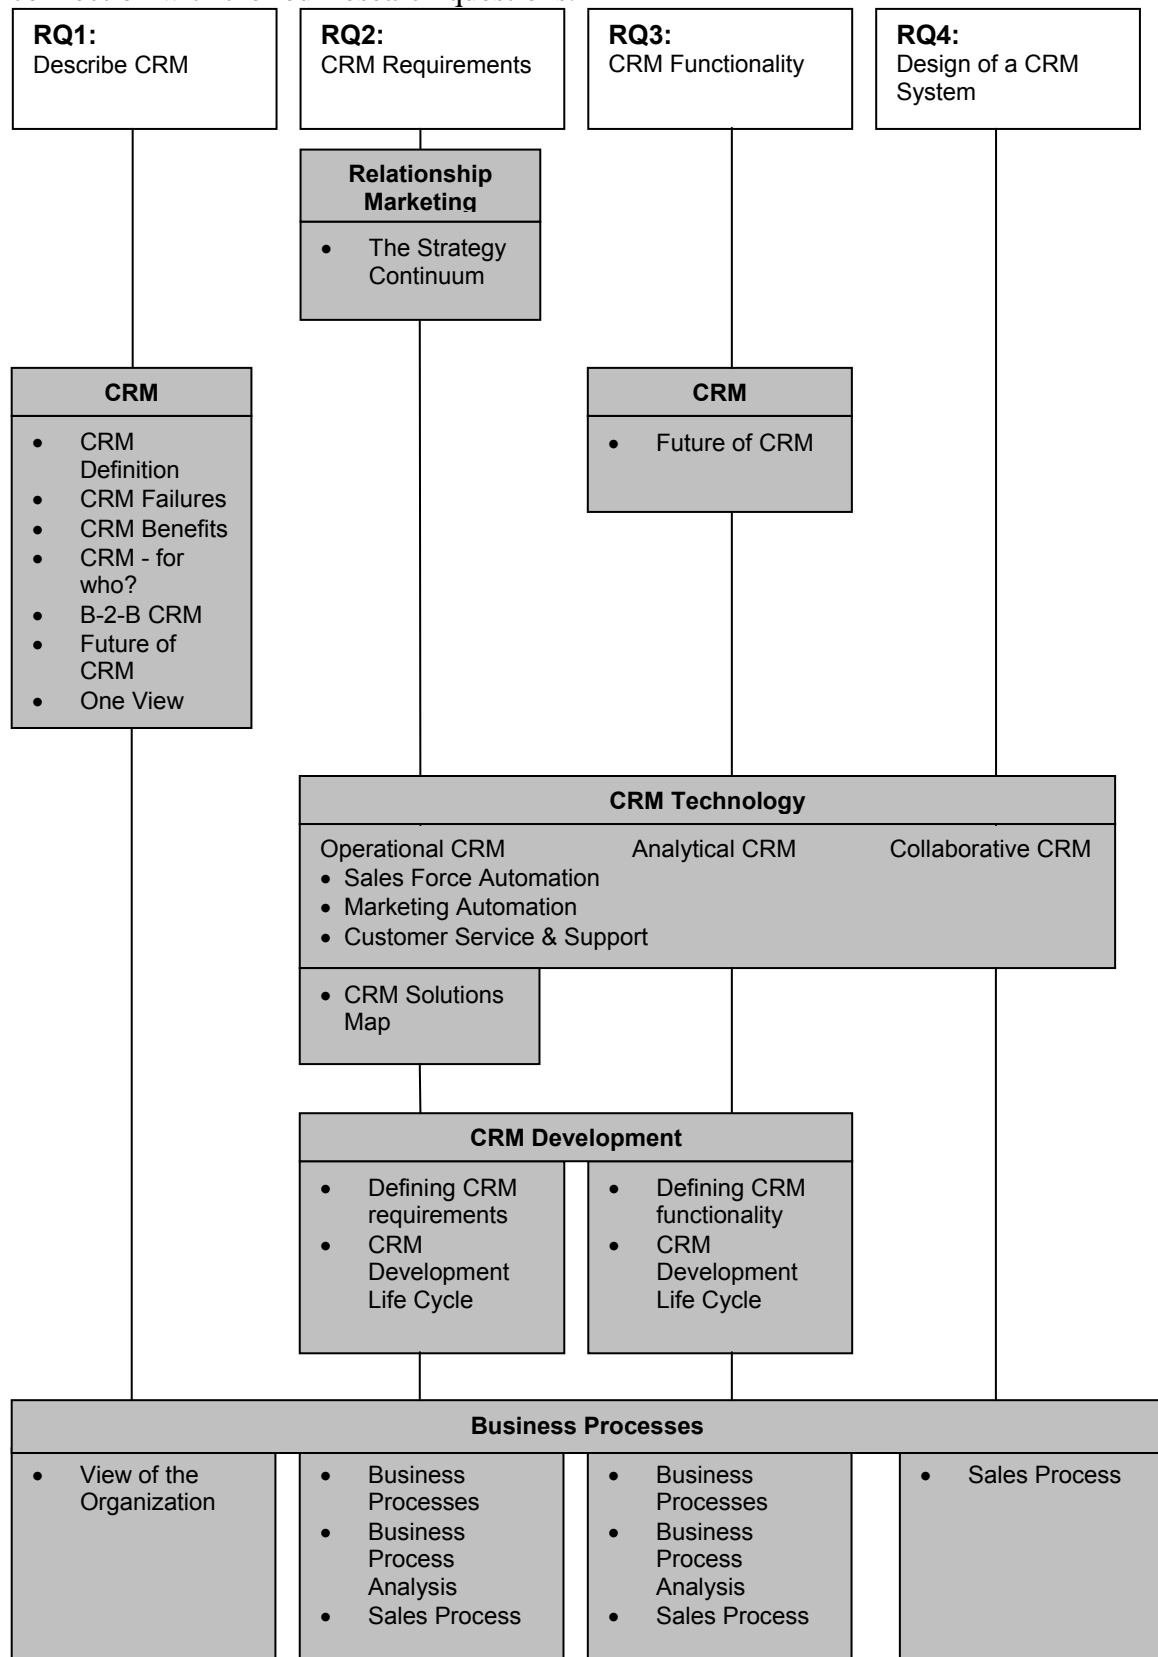 RQ1:
Describe CRM
RQ2:
CRM Requirements
RQ3:
CRM Functionality
RQ4:
Design of a CRM
System
Relationship
Marketing
• The Strategy
Continuum
CRM
• CRM
Definition
• CRM Failures
• CRM Benefits
• CRM - for
who?
• B-2-B CRM
• Future of
CRM
• One View
CRM
• Future of CRM
CRM Technology
Operational CRM
• Sales Force Automation
• Marketing Automation
• Customer Service & Support
Analytical CRM
Collaborative CRM
• CRM Solutions
Map
CRM Development
• Defining CRM
requirements
• CRM
Development
Life Cycle
• Defining CRM
functionality
• CRM
Development
Life Cycle
Business Processes
• View of the
Organization
• Business
Processes
• Business
Process
Analysis
• Sales Process
• Business
Processes
• Business
Process
Analysis
• Sales Process
• Sales Process